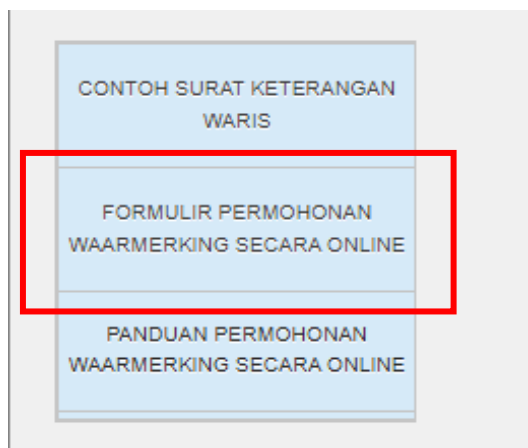 CONTOH SURAT KETERANGAN
WARIS
FORMULIR PERMOHONAN
WAARMERKING SECARA ONLINE
PANDUAN PERMOHONAN
WAARMERKING SECARA ONLINE